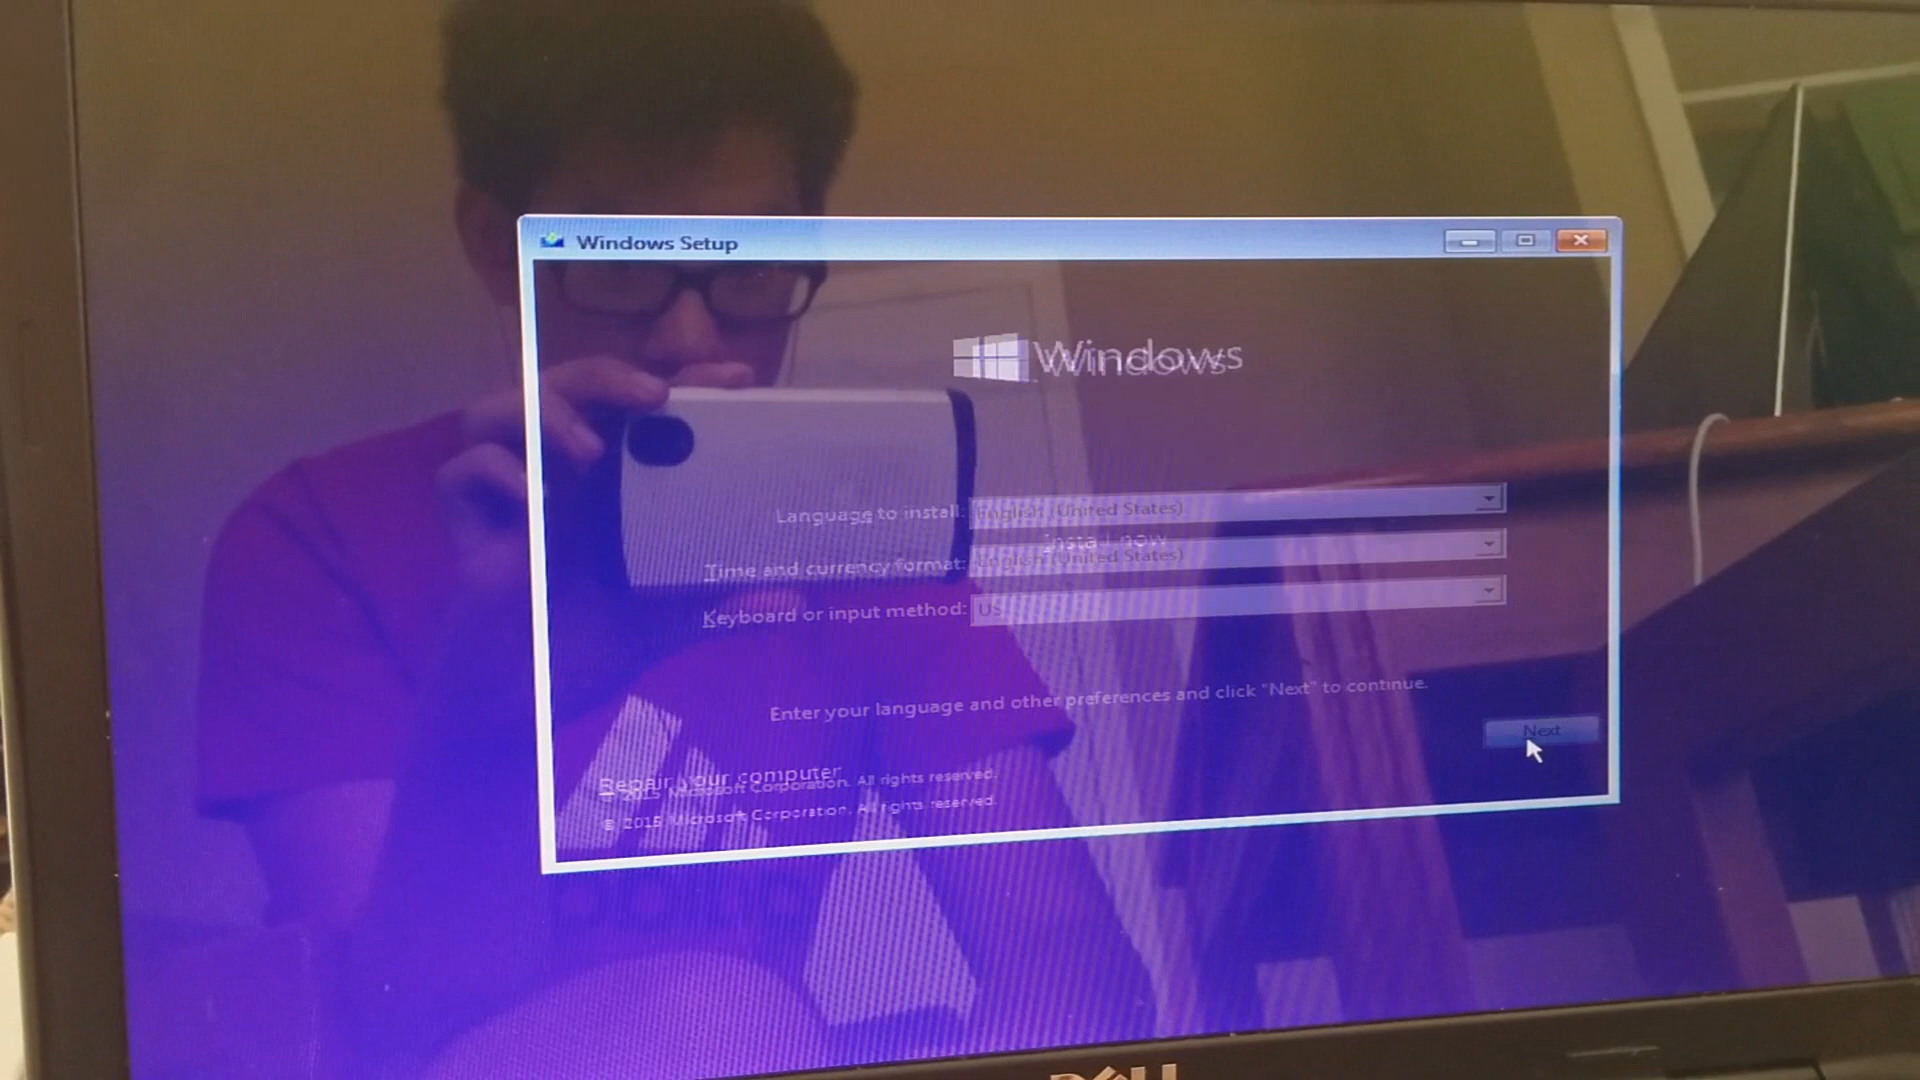 Windows Setup
Windows
Windows
Language to install: English (United States)
Install now
Time and currency format: English (United States)
Keyboard or input method: US
Enter your language and other preferences and click "Next" to continue.
Next
Repair your computer
© 2015 Microsoft Corporation. All rights reserved.
© 2015 Microsoft Corporation. All rights reserved.
DELL